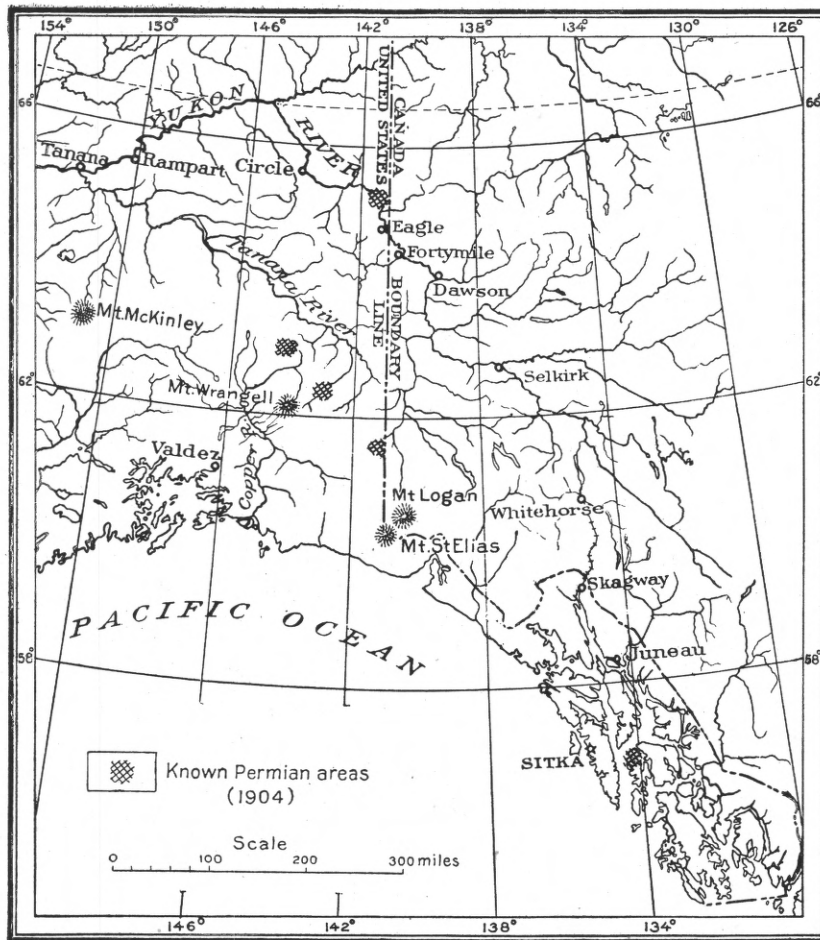 154° 150° 146° 142° 138° 134° 130° 126°
66° 66°
YUKON RIVER
UNITED STATES
CANADA
Tanana
Rampart
Circle
Eagle
Fortymile
Tanana River
Dawson
BOUNDARY LINE
Mt. McKinley
Selkirk
62° 62°
Mt. Wrangell
Valdez
Copper R.
Mt Logan
Whitehorse
Mt. St Elias
Skagway
PACIFIC OCEAN
Juneau
58° 58°
SITKA
Known Permian areas
(1904)
Scale
0 100 200 300 miles
146° 142° 138° 134°